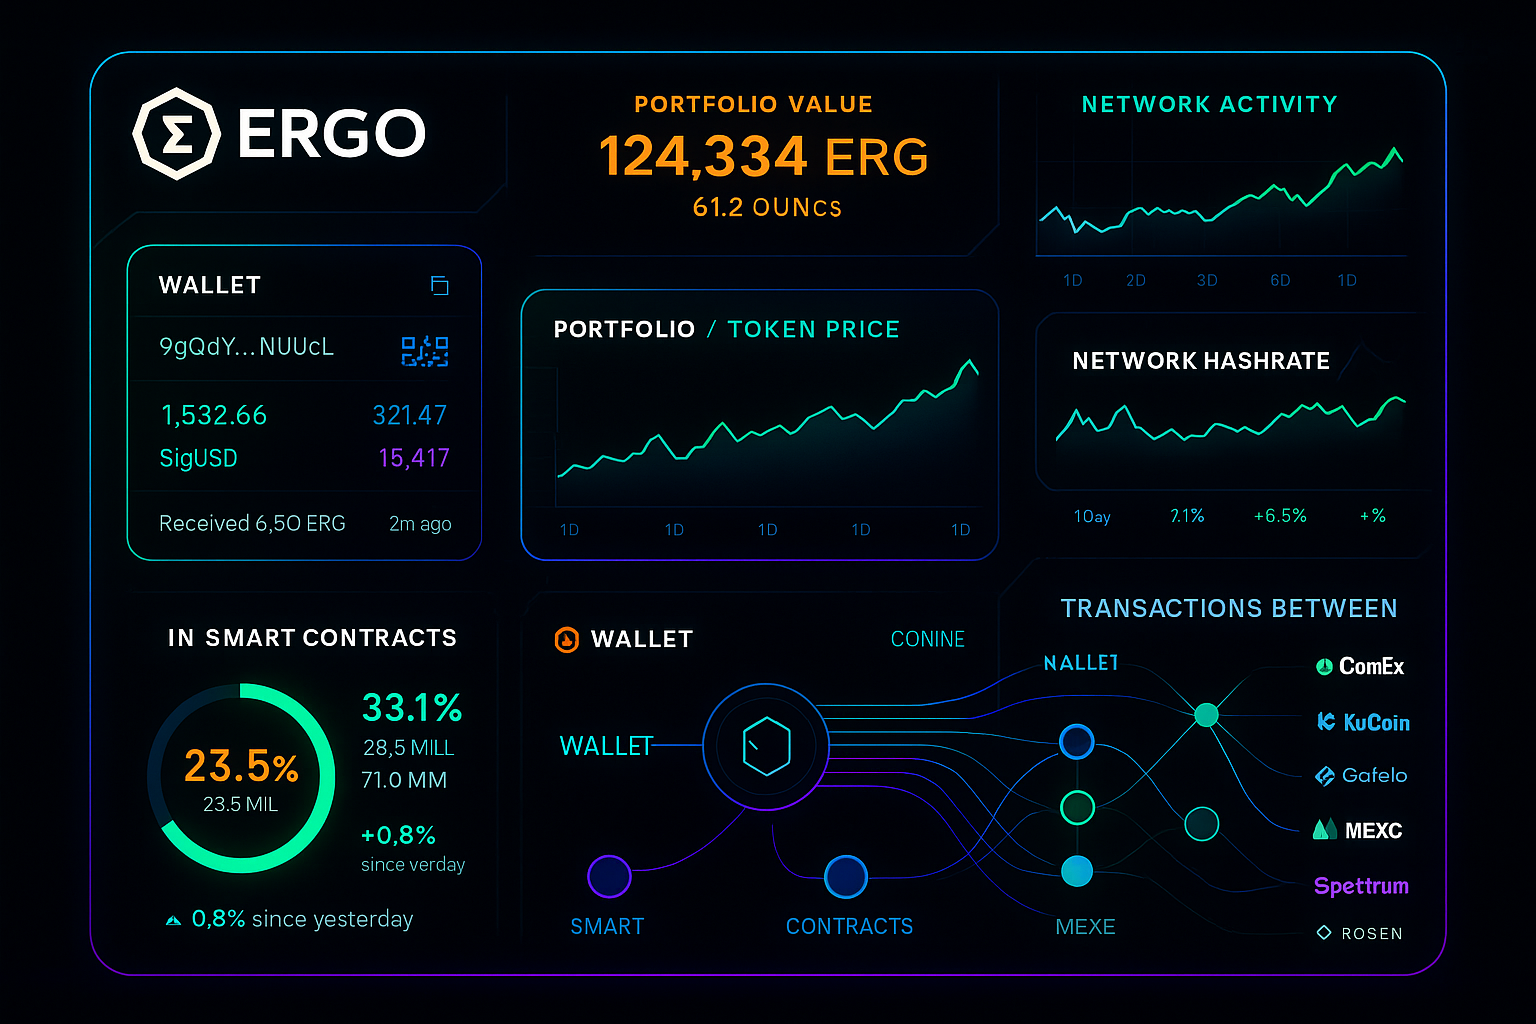 ERGO
PORTFOLIO VALUE
124,334 ERG
61.2 OUNCS
NETWORK ACTIVITY
1D 2D 3D 6D 1D
WALLET
9gQdY...NUUcL
1,532.66 321.47
SigUSD 15,417
Received 6,50 ERG 2m ago
PORTFOLIO / TOKEN PRICE
1D 1D 1D 1D 1D
NETWORK HASHRATE
10ay 7.1% +6.5% +%
IN SMART CONTRACTS
23.5%
23.5 MIL
33.1%
28,5 MILL
71.0 MM
+0,8%
since verday
0,8% since yesterday
WALLET CONINE
WALLET
SMART
CONTRACTS
TRANSACTIONS BETWEEN
NALLET
MEXE
ComEx
KuCoin
Gafelo
MEXC
Spettrum
ROSEN